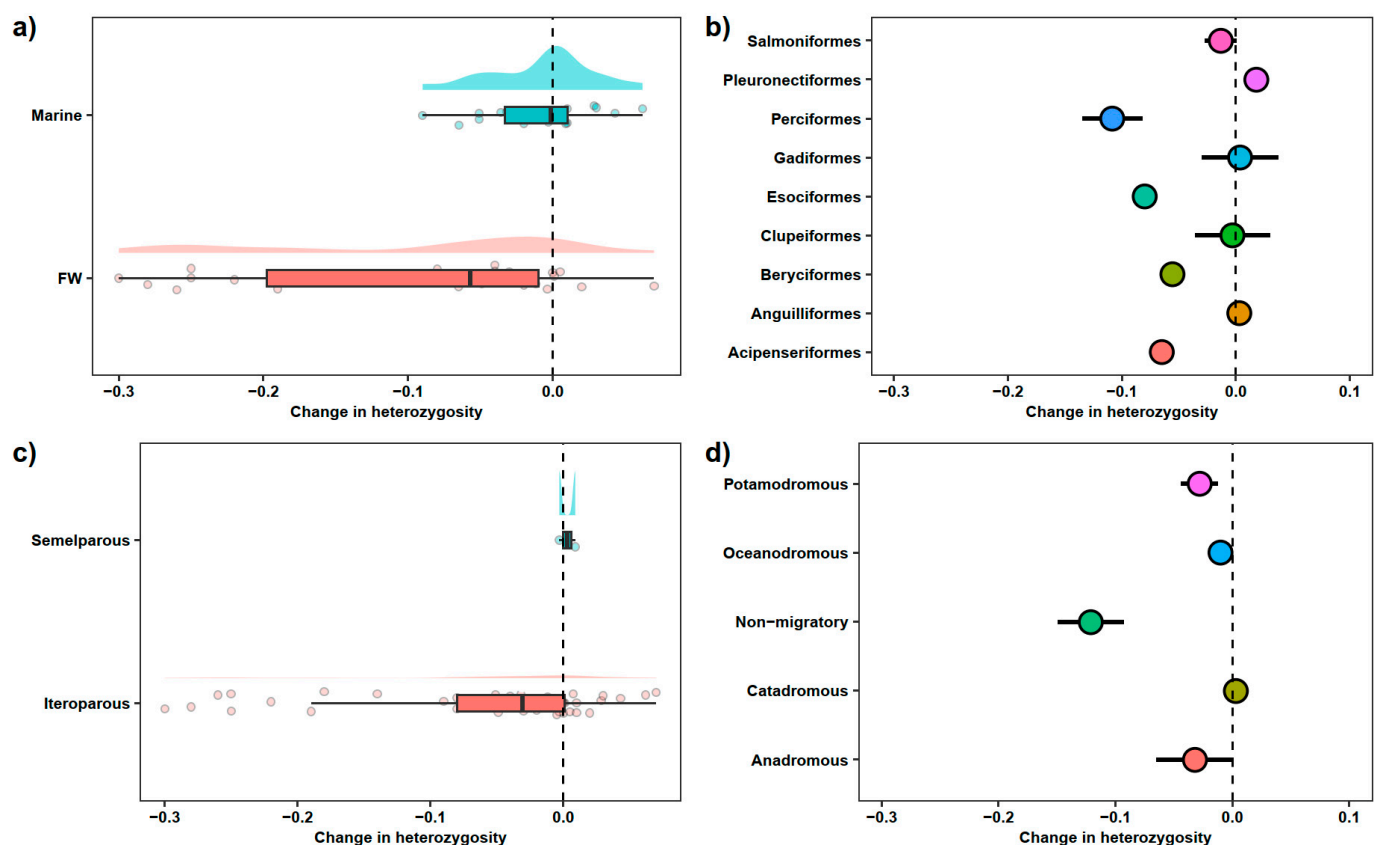 a)
Marine
FW
−0.3 −0.2 −0.1 0.0
Change in heterozygosity
b)
Salmoniformes
Pleuronectiformes
Perciformes
Gadiformes
Esociformes
Clupeiformes
Beryciformes
Anguilliformes
Acipenseriformes
−0.3 −0.2 −0.1 0.0 0.1
Change in heterozygosity
c)
Semelparous
Iteroparous
−0.3 −0.2 −0.1 0.0
Change in heterozygosity
d)
Potamodromous
Oceanodromous
Non−migratory
Catadromous
Anadromous
−0.3 −0.2 −0.1 0.0 0.1
Change in heterozygosity